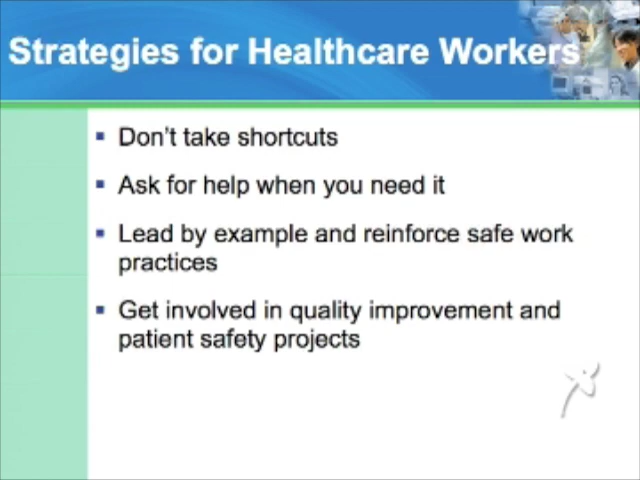 Strategies for Healthcare Workers
Don't take shortcuts
Ask for help when you need it
Lead by example and reinforce safe work
practices
Get involved in quality improvement and
patient safety projects